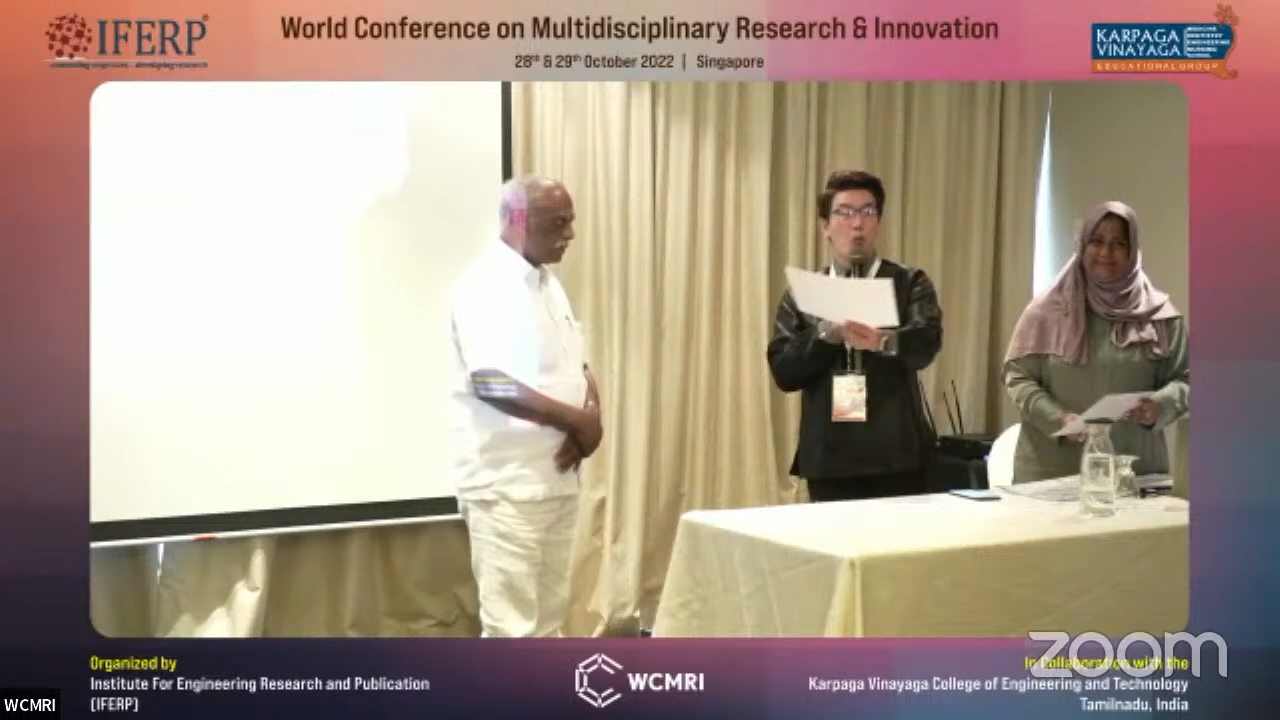 IFERP®
World Conference on Multidisciplinary Research & Innovation
28th & 29th October 2022 | Singapore
KARPAGA
VINAYAGA
EDUCATIONAL GROUP
zoom
Organized by
Institute For Engineering Research and Publication
(IFERP)
WCMRI
In Collaboration with the
Karpaga Vinayaga College of Engineering and Technology
Tamilnadu, India
WCMRI